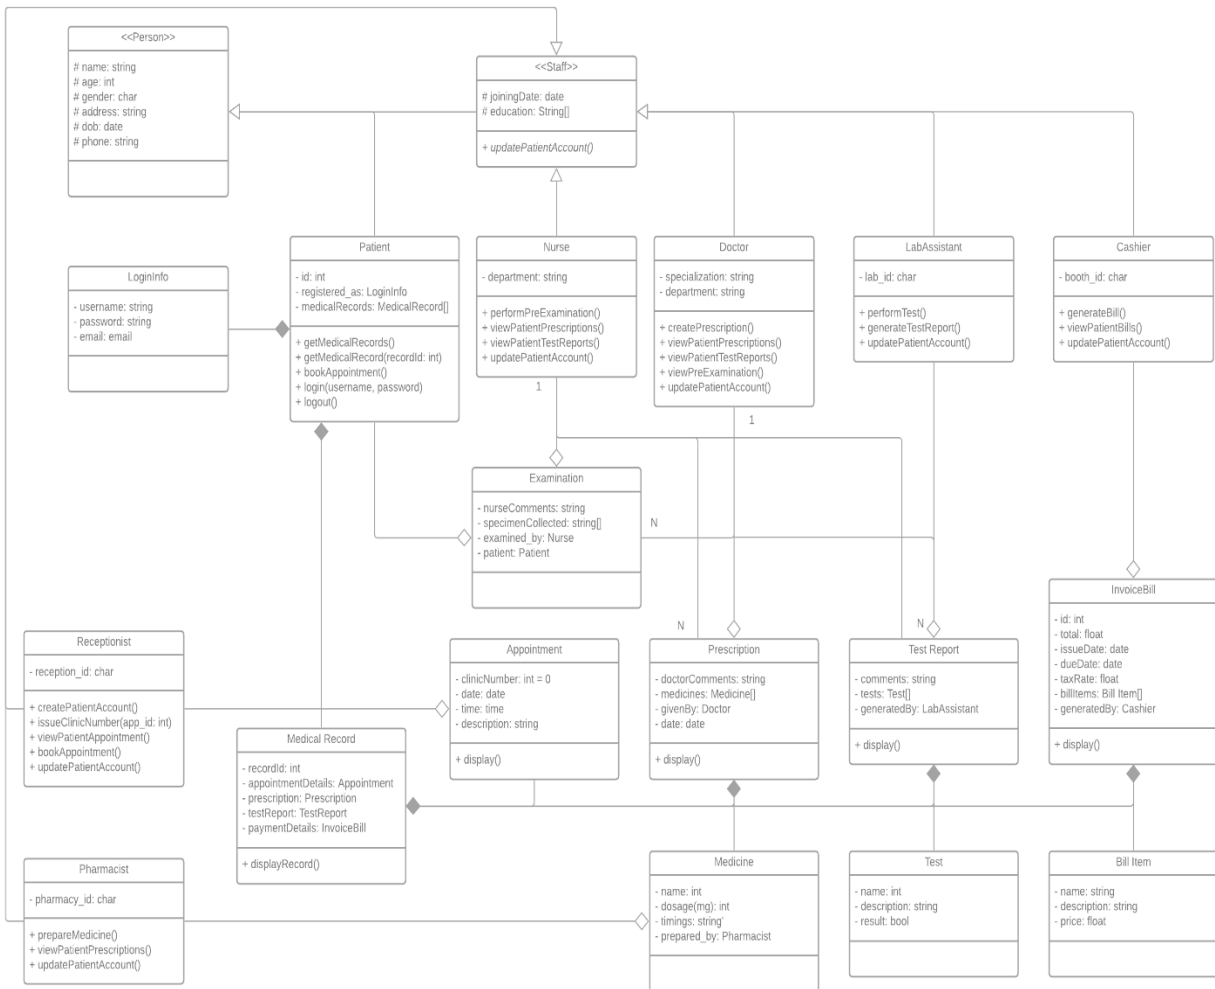 <<Person>>
# name: string
# age: int
# gender: char
# address: string
# dob: date
# phone: string
<<Staff>>
# joiningDate: date
# education: String[]
+ updatePatientAccount()
LoginInfo
- username: string
- password: string
- email: email
Patient
- id: int
- registered_as: LoginInfo
- medicalRecords: MedicalRecord[]
+ getMedicalRecords()
+ getMedicalRecord(recordId: int)
+ bookAppointment()
+ login(username, password)
+ logout()
Nurse
- department: string
+ performPreExamination()
+ viewPatientPrescriptions()
+ viewPatientTestReports()
+ updatePatientAccount()
1
Doctor
- specialization: string
- department: string
+ createPrescription()
+ viewPatientPrescriptions()
+ viewPatientTestReports()
+ viewPreExamination()
+ updatePatientAccount()
1
LabAssistant
- lab_id: char
+ performTest()
+ generateTestReport()
+ updatePatientAccount()
Cashier
- booth_id: char
+ generateBill()
+ viewPatientBills()
+ updatePatientAccount()
Examination
- nurseComments: string
- specimenCollected: string[]
- examined_by: Nurse
- patient: Patient
N
Receptionist
- reception_id: char
+ createPatientAccount()
+ issueClinicNumber(app_id: int)
+ viewPatientAppointment()
+ bookAppointment()
+ updatePatientAccount()
Medical Record
- recordId: int
- appointmentDetails: Appointment
- prescription: Prescription
- testReport: TestReport
- paymentDetails: InvoiceBill
+ displayRecord()
Appointment
- clinicNumber: int = 0
- date: date
- time: time
- description: string
+ display()
N
Prescription
- doctorComments: string
- medicines: Medicine[]
- givenBy: Doctor
- date: date
+ display()
N
Test Report
- comments: string
- tests: Test[]
- generatedBy: LabAssistant
+ display()
InvoiceBill
- id: int
- total: float
- issueDate: date
- dueDate: date
- taxRate: float
- billItems: Bill Item[]
- generatedBy: Cashier
+ display()
Pharmacist
- pharmacy_id: char
+ prepareMedicine()
+ viewPatientPrescriptions()
+ updatePatientAccount()
Medicine
- name: int
- dosage(mg): int
- timings: string'
- prepared_by: Pharmacist
Test
- name: int
- description: string
- result: bool
Bill Item
- name: string
- description: string
- price: float